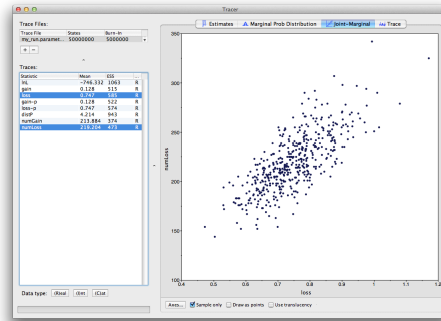 Tracer
Trace Files:
Trace File States Burn-In
my_run.paramet... 50000000 5000000
+ -
Traces:
Statistic Mean ESS
lnL -746.332 1063 R
gain 0.128 515 R
loss 0.747 585 R
gain-p 0.128 522 R
loss-p 0.747 574 R
distP 4.214 943 R
numGain 213.884 374 R
numLoss 219.204 473 R
Data type: (R)eal (I)nt (C)at
Estimates Marginal Prob Distribution Joint-Marginal Trace
350
300
250
200
150
100
numLoss
0.4 0.5 0.6 0.7 0.8 0.9 1 1.1 1.2
loss
Axes... Sample only Draw as points Use translucency